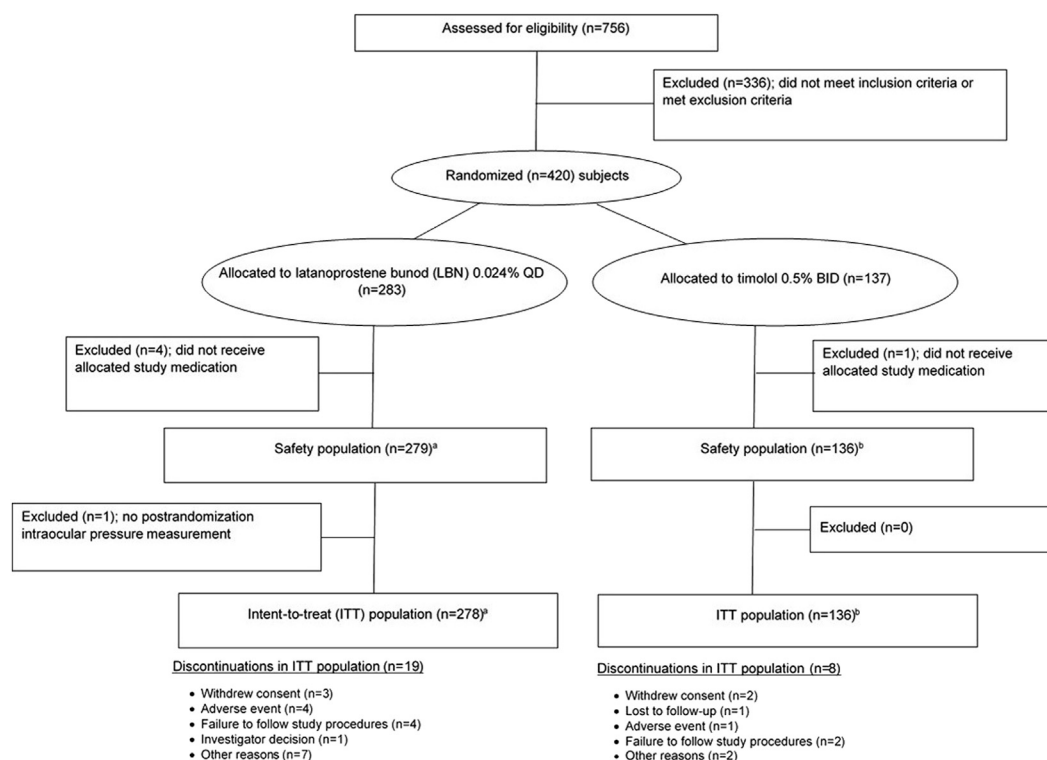 Assessed for eligibility (n=756)
Excluded (n=336); did not meet inclusion criteria or
met exclusion criteria
Randomized (n=420) subjects
Allocated to latanoprostene bunod (LBN) 0.024% QD
(n=283)
Allocated to timolol 0.5% BID (n=137)
Excluded (n=4); did not receive
allocated study medication
Excluded (n=1); did not receive
allocated study medication
Safety population (n=279)ᵃ
Safety population (n=136)ᵇ
Excluded (n=1); no postrandomization
intraocular pressure measurement
Excluded (n=0)
Intent-to-treat (ITT) population (n=278)ᵃ
ITT population (n=136)ᵇ
Discontinuations in ITT population (n=19)
• Withdrew consent (n=3)
• Adverse event (n=4)
• Failure to follow study procedures (n=4)
• Investigator decision (n=1)
• Other reasons (n=7)
Discontinuations in ITT population (n=8)
• Withdrew consent (n=2)
• Lost to follow-up (n=1)
• Adverse event (n=1)
• Failure to follow study procedures (n=2)
• Other reasons (n=2)